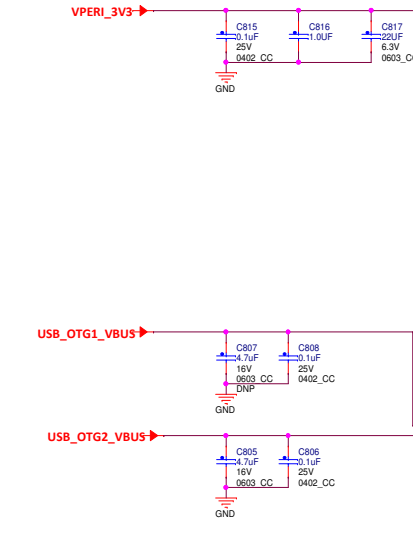 VPERI_3V3
C815
0.1uF
25V
0402_CC
C816
1.0UF
C817
22UF
6.3V
0603_CC
GND
USB_OTG1_VBUS
C807
4.7uF
16V
0603_CC
DNP
C808
0.1uF
25V
0402_CC
GND
USB_OTG2_VBUS
C805
4.7uF
16V
0603_CC
C806
0.1uF
25V
0402_CC
GND